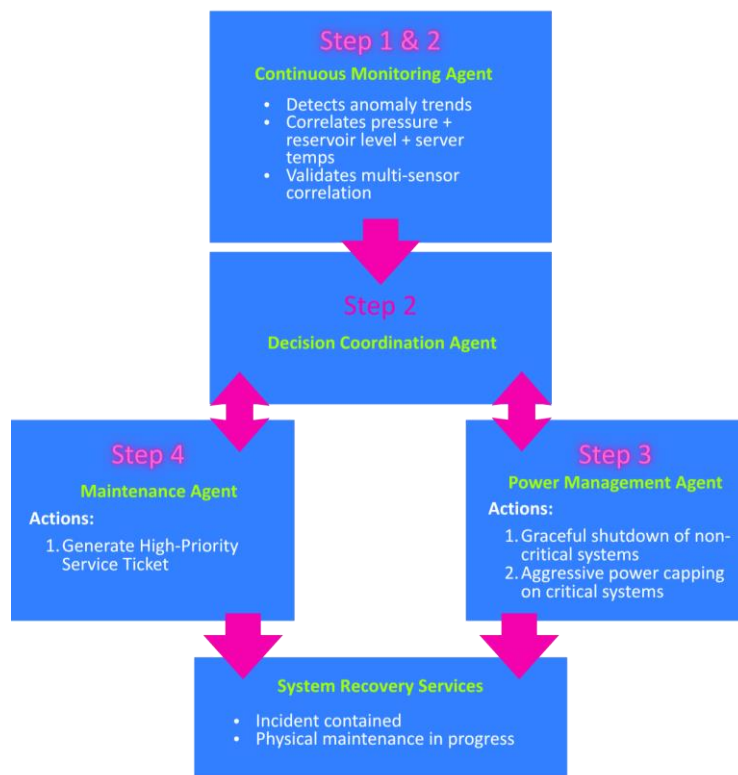 Step 1 & 2
Continuous Monitoring Agent
• Detects anomaly trends
• Correlates pressure +
reservoir level + server
temps
• Validates multi-sensor
correlation
Step 2
Decision Coordination Agent
Step 4
Maintenance Agent
Actions:
1. Generate High-Priority
Service Ticket
Step 3
Power Management Agent
Actions:
1. Graceful shutdown of non-
critical systems
2. Aggressive power capping
on critical systems
System Recovery Services
• Incident contained
• Physical maintenance in progress